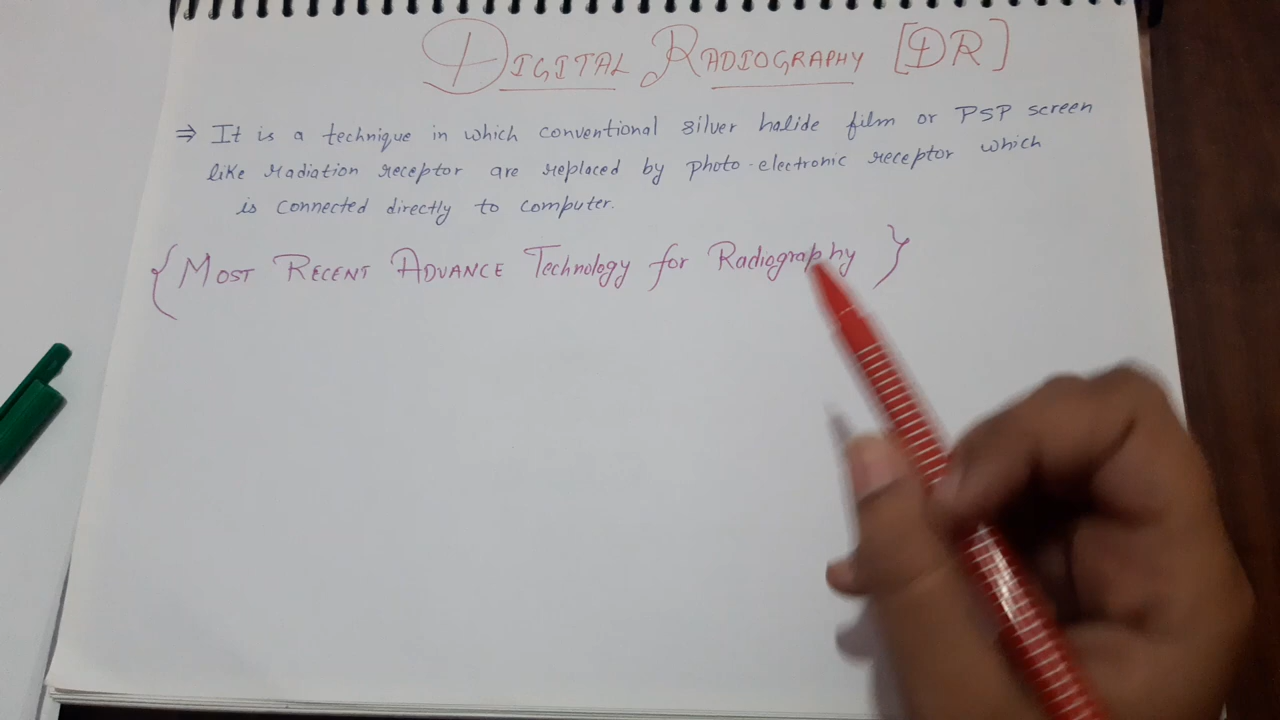 DIGITAL RADIOGRAPHY [DR]
⇒ It is a technique in which conventional silver halide film or PSP screen
like radiation receptor are replaced by photo-electronic receptor which
is connected directly to computer.
{ MOST RECENT ADVANCE Technology for Radiography }